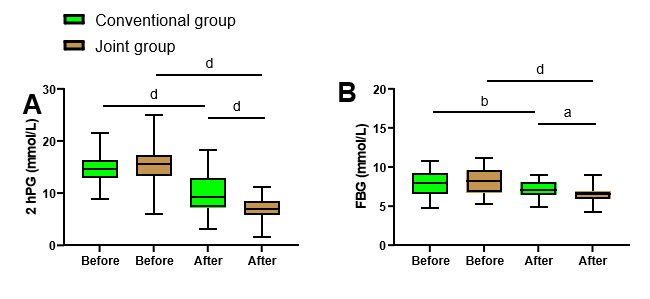 Conventional group
Joint group
A
2 hPG (mmol/L)
30
20
10
0
d
d
d
Before Before After After
B
FBG (mmol/L)
20
15
10
5
0
d
b
a
Before Before After After